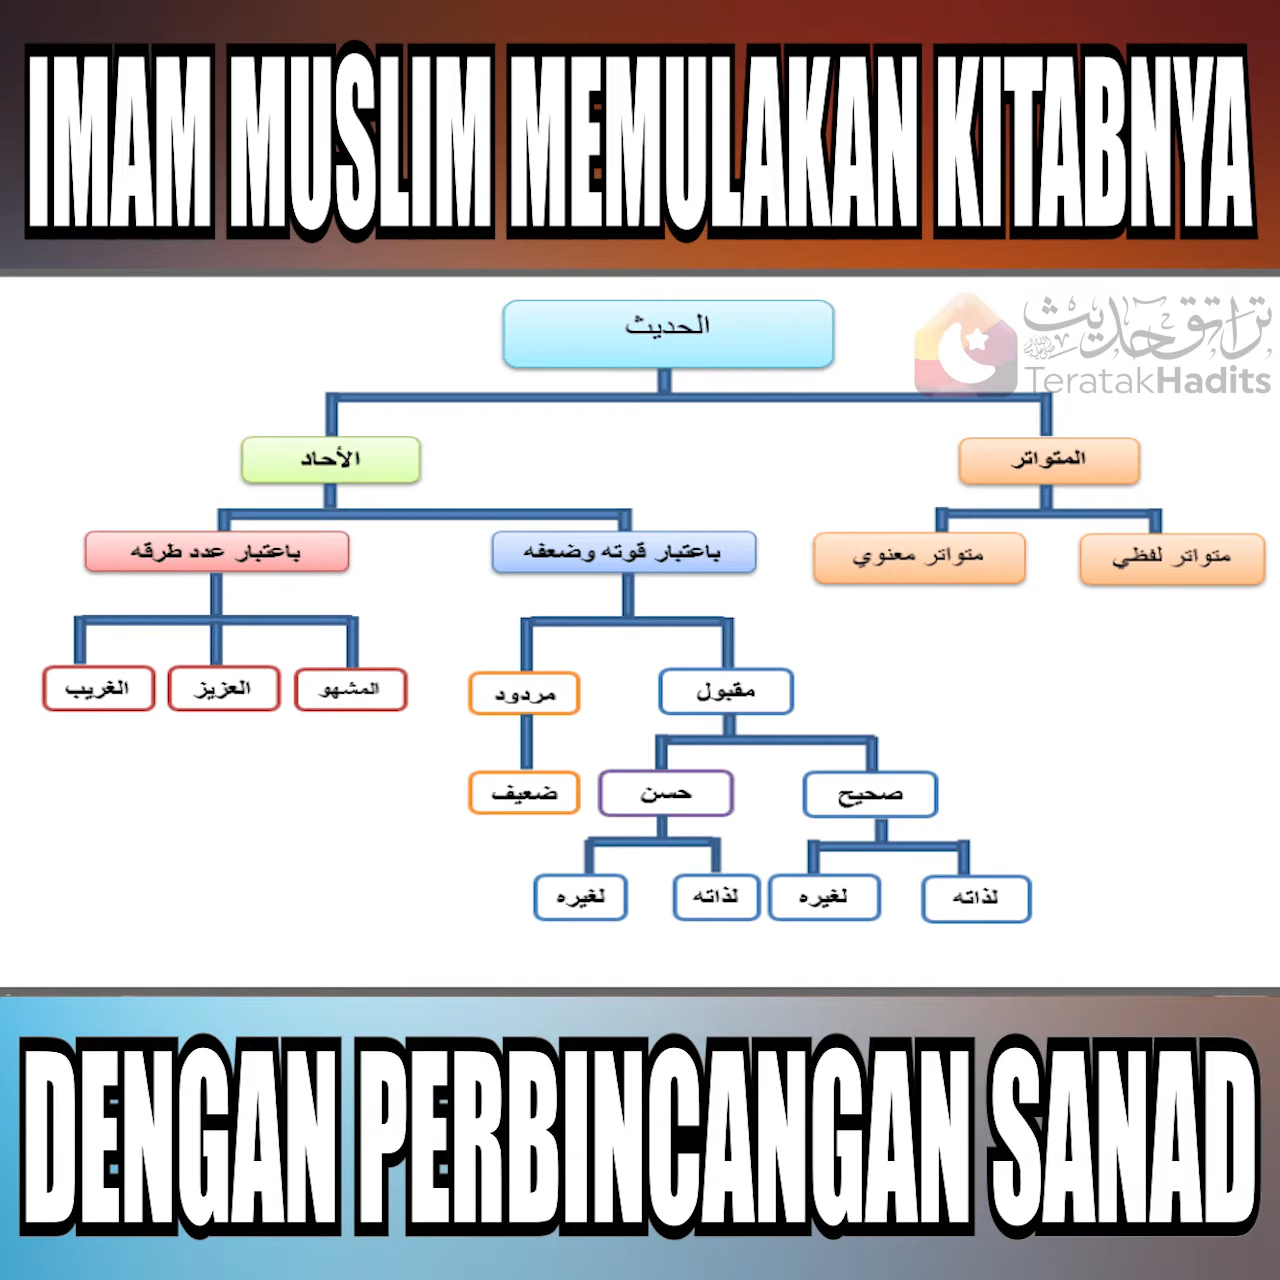 IMAM MUSLIM MEMULAKAN KITABNYA
الحديث
تراتق حديث
TeratakHadits
المتواتر
الأحاد
متواتر لفظي
متواتر معنوي
باعتبار قوته وضعفه
باعتبار عدد طرقه
مقبول
مردود
المشهو
العزيز
الغريب
صحيح
حسن
ضعيف
لذاته
لغيره
لذاته
لغيره
DENGAN PERBINCANGAN SANAD